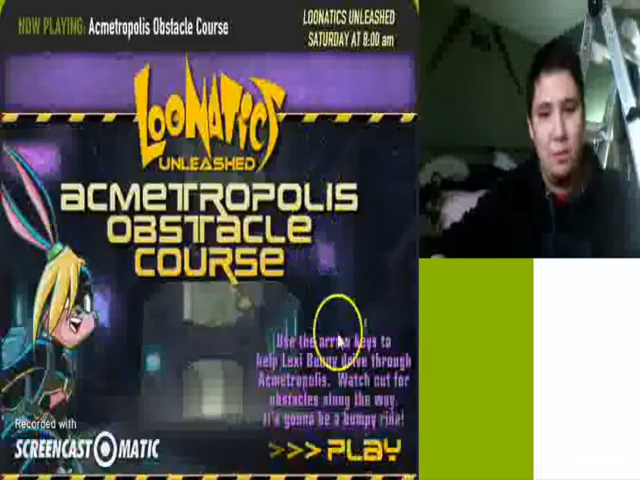 NOW PLAYING: Acmetropolis Obstacle Course
LOONATICS UNLEASHED
SATURDAY AT 8:00 am
LOONATICS
UNLEASHED
ACMETROPOLIS
OBSTACLE
COURSE
Use the arrow keys to
help Lexi Bunny drive through
Acmetropolis. Watch out for
obstacles along the way.
It's gonna be a bumpy ride!
>>> PLAY
Recorded with
SCREENCAST O MATIC